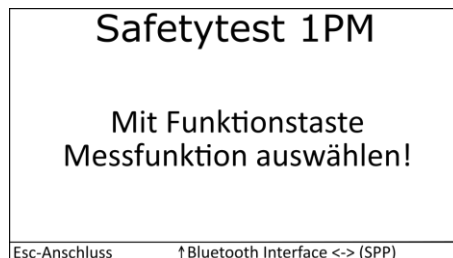 Safetytest 1PM
Mit Funktionstaste
Messfunktion auswählen!
Esc-Anschluss ↑Bluetooth Interface <-> (SPP)